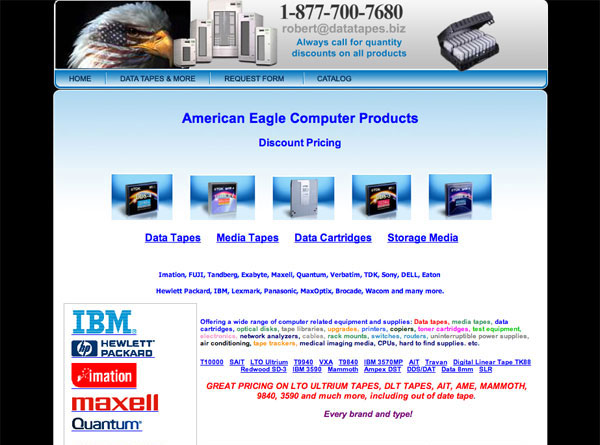 1-877-700-7680
robert@datatapes.biz
Always call for quantity
discounts on all products
HOME
DATA TAPES & MORE
REQUEST FORM
CATALOG
American Eagle Computer Products
Discount Pricing
Data Tapes
Media Tapes
Data Cartridges
Storage Media
Imation, FUJI, Tandberg, Exabyte, Maxell, Quantum, Verbatim, TDK, Sony, DELL, Eaton
Hewlett Packard, IBM, Lexmark, Panasonic, MaxOptix, Brocade, Wacom and many more.
IBM
hp HEWLETT
PACKARD
imation
maxell
Quantum
Offering a wide range of computer related equipment and supplies: Data tapes, media tapes, data
cartridges, optical disks, tape libraries, upgrades, printers, copiers, toner cartridges, test equipment,
electronics, network analyzers, cables, rack mounts, switches, routers, uninterruptible power supplies,
air conditioning, tape trackers, medical imaging media, CPUs, hard to find supplies. etc.
T10000 SAIT LTO Ultrium T9940 VXA T9840 IBM 3570MP AIT Travan Digital Linear Tape TK88
Redwood SD-3 IBM 3590 Mammoth Ampex DST DDS/DAT Data 8mm SLR
GREAT PRICING ON LTO ULTRIUM TAPES, DLT TAPES, AIT, AME, MAMMOTH,
9840, 3590 and much more, including out of date tape.
Every brand and type!